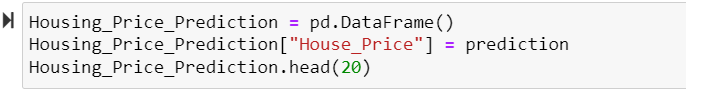 Housing_Price_Prediction = pd.DataFrame()
Housing_Price_Prediction["House_Price"] = prediction
Housing_Price_Prediction.head(20)